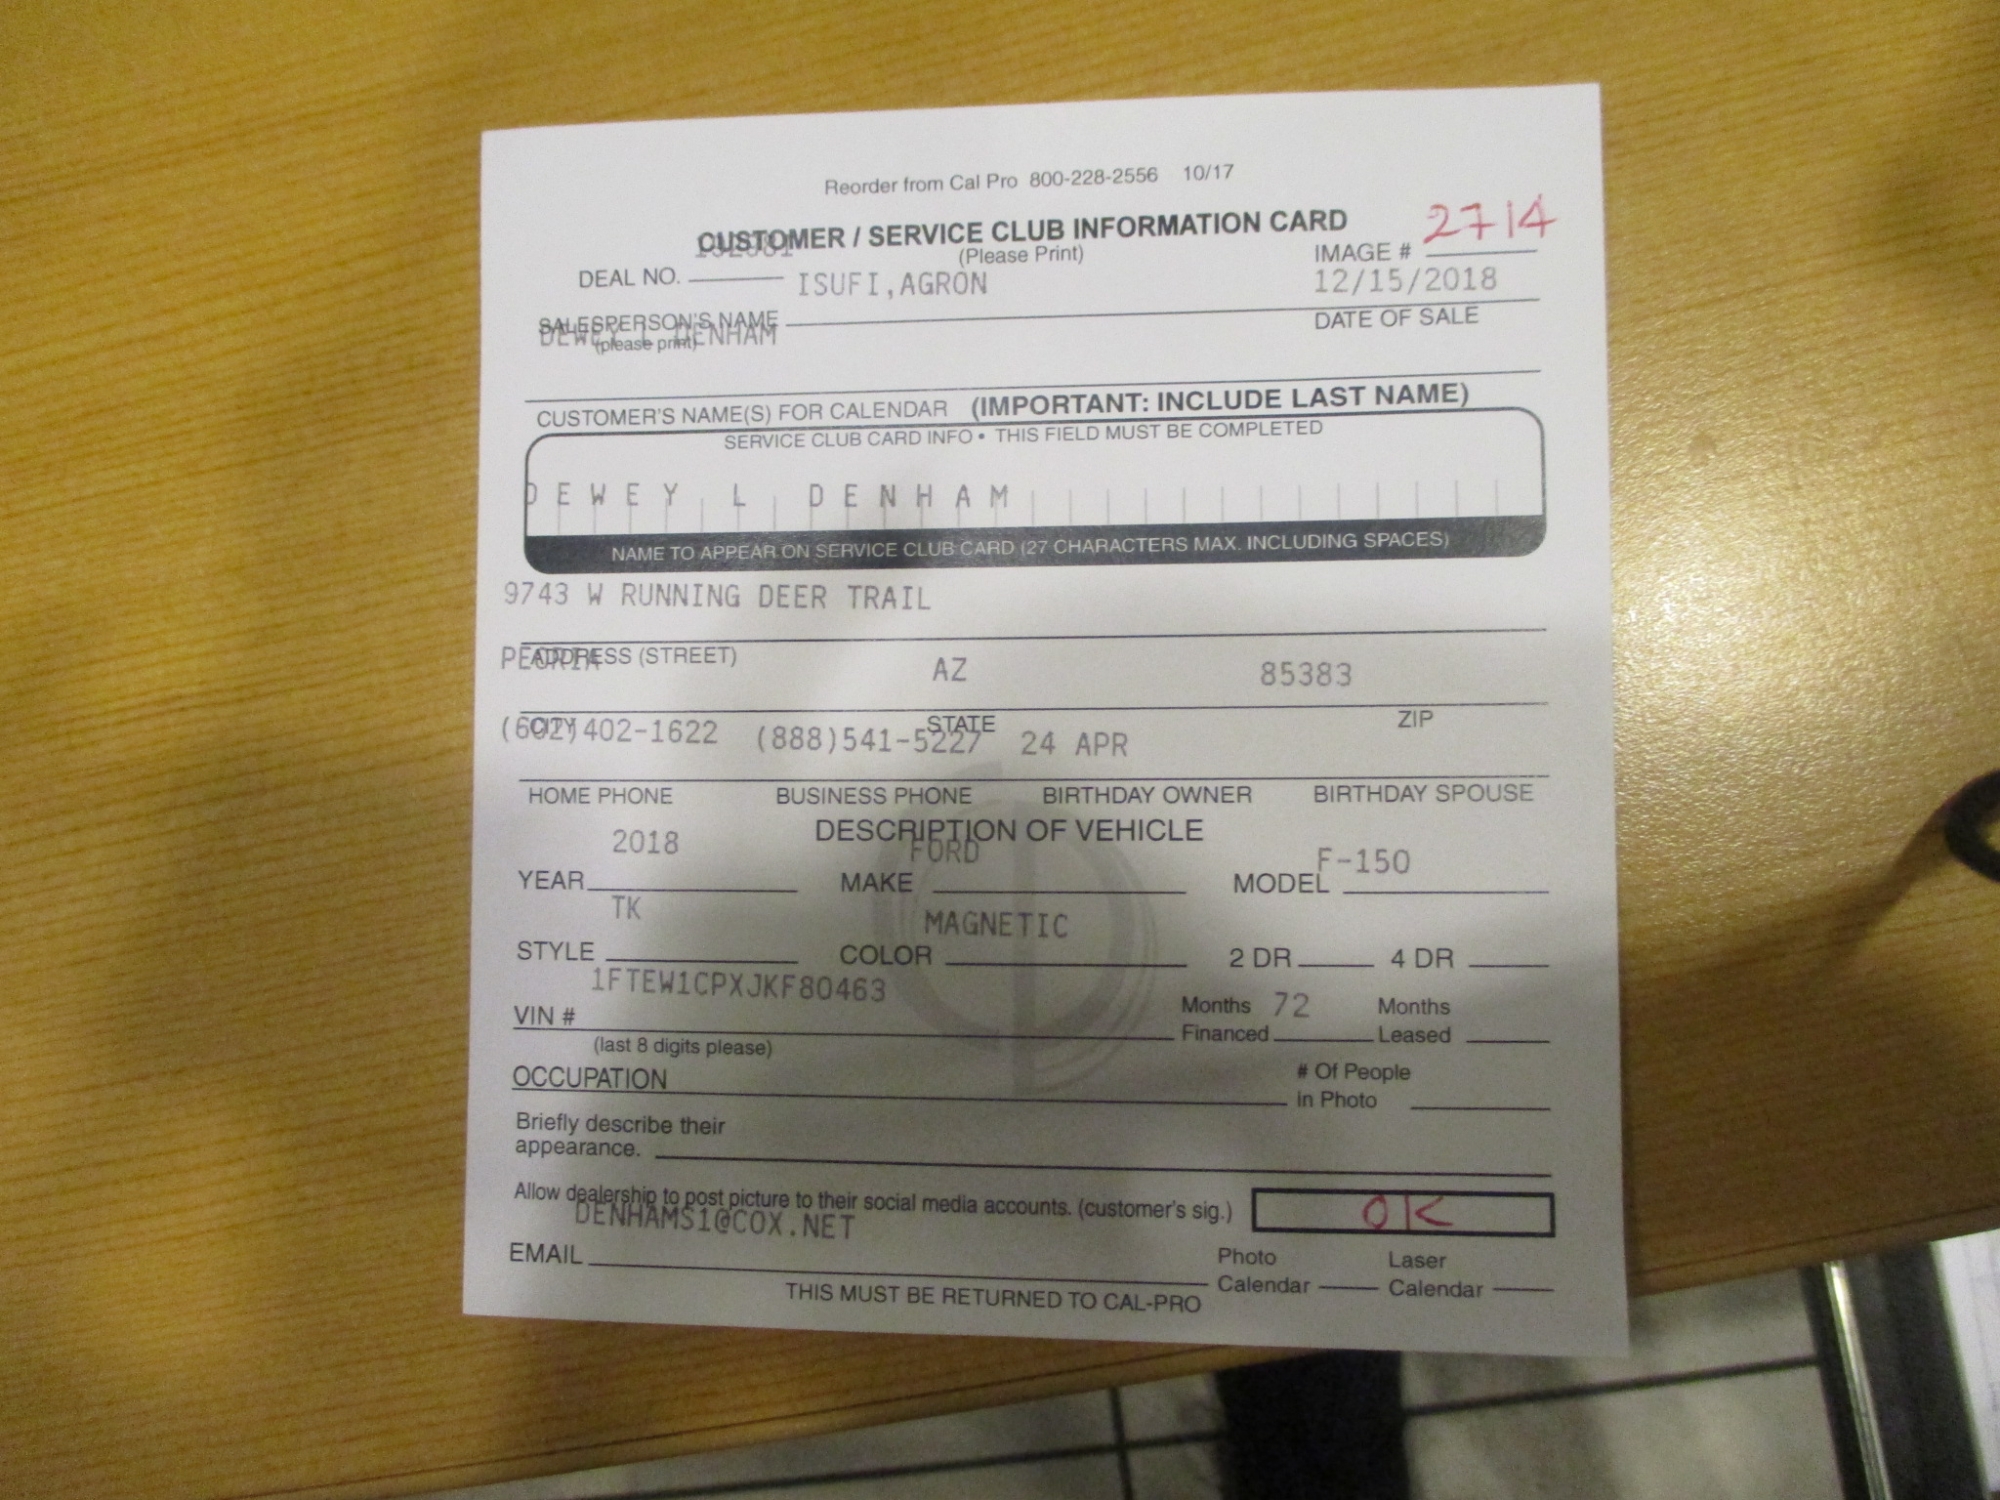 Reorder from Cal Pro 800-228-2556 10/17
CUSTOMER / SERVICE CLUB INFORMATION CARD
(Please Print)
IMAGE # 2714
DEAL NO. ISUFI,AGRON 12/15/2018
SALESPERSON'S NAME DATE OF SALE
(please print)
DEWEY L DENHAM
CUSTOMER'S NAME(S) FOR CALENDAR (IMPORTANT: INCLUDE LAST NAME)
SERVICE CLUB CARD INFO • THIS FIELD MUST BE COMPLETED
DEWEY L DENHAM
NAME TO APPEAR ON SERVICE CLUB CARD (27 CHARACTERS MAX. INCLUDING SPACES)
9743 W RUNNING DEER TRAIL
ADDRESS (STREET)
PEORIA AZ 85383
CITY STATE ZIP
(602)402-1622 (888)541-5227 24 APR
HOME PHONE BUSINESS PHONE BIRTHDAY OWNER BIRTHDAY SPOUSE
DESCRIPTION OF VEHICLE
2018 FORD F-150
YEAR MAKE MODEL
TK MAGNETIC
STYLE COLOR 2 DR 4 DR
1FTEW1CPXJKF80463
VIN # Months Financed 72 Months Leased
(last 8 digits please)
OCCUPATION # Of People in Photo
Briefly describe their
appearance.
Allow dealership to post picture to their social media accounts. (customer's sig.) OK
DENHAMS1@COX.NET
EMAIL Photo Calendar Laser Calendar
THIS MUST BE RETURNED TO CAL-PRO